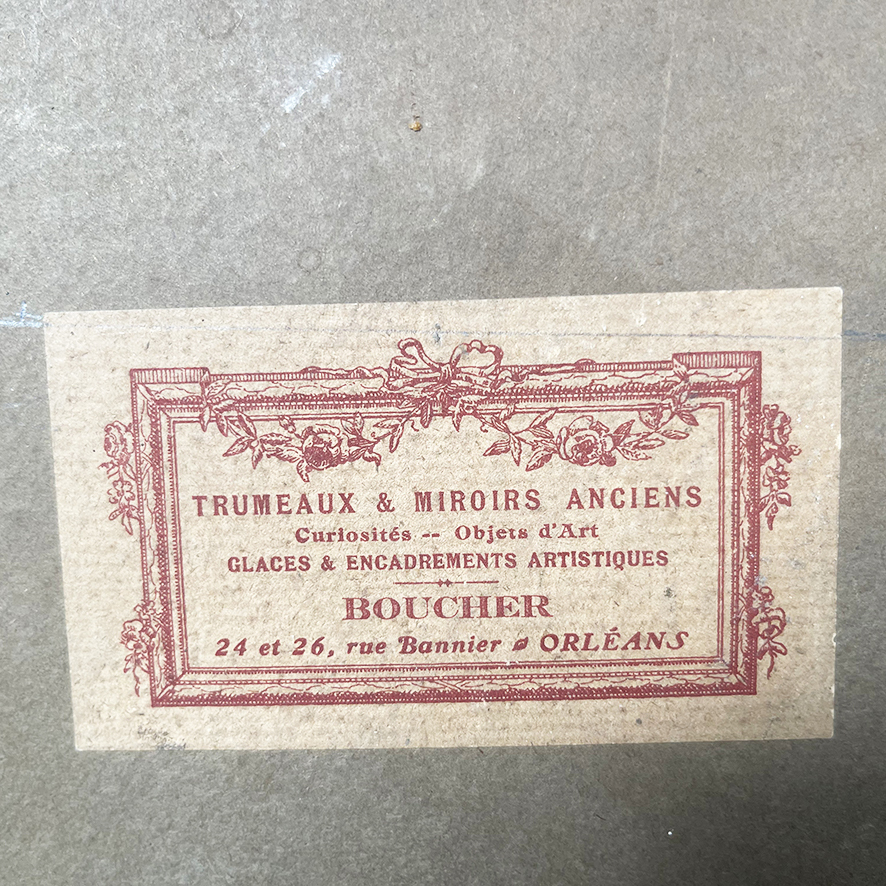 TRUMEAUX & MIROIRS ANCIENS
Curiosités -- Objets d'Art
GLACES & ENCADREMENTS ARTISTIQUES
BOUCHER
24 et 26, rue Bannier ORLÉANS